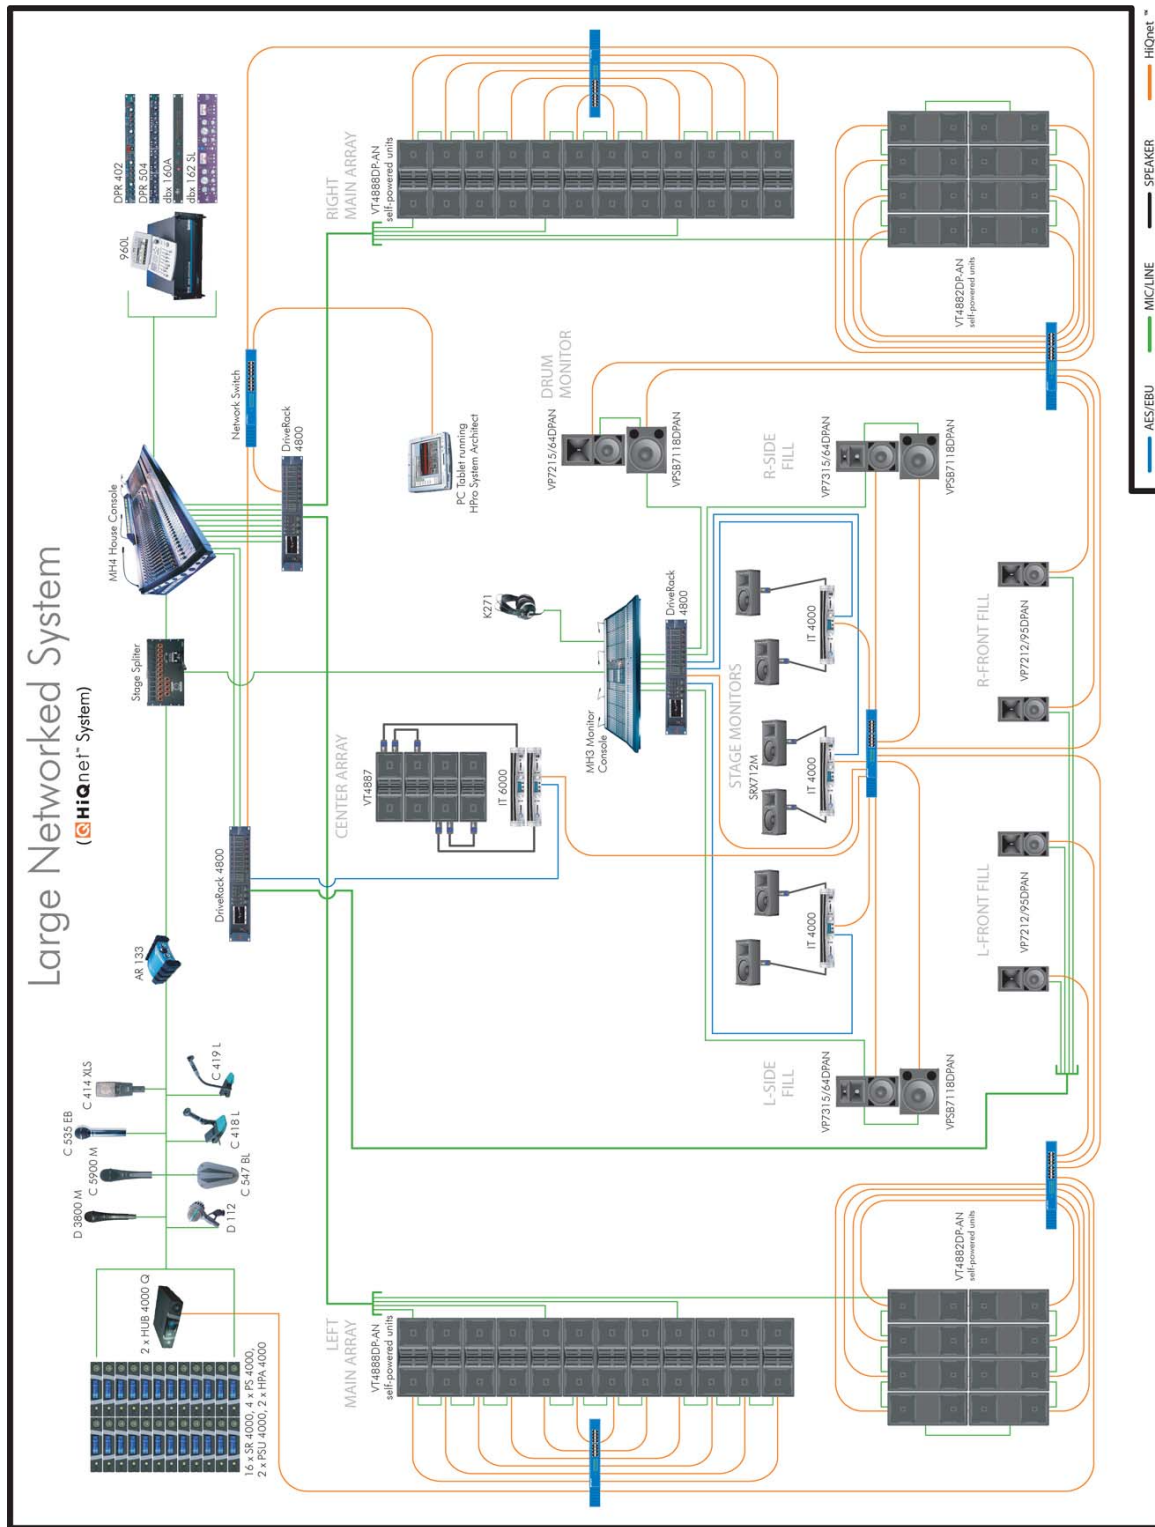 Large Networked System
(HiQnet™ System)
16 x SR 4000, 4 x PS 4000,
2 x PSU 4000, 2 x HPA 4000
2 x HUB 4000 Q
D 3800 M
C 5900 M
C 535 EB
C 414 XLS
D 112
C 547 BL
C 418 L
C 419 L
AR 133
Stage Spliter
MH4 House Console
960L
DPR 402
DPR 504
dbx 160A
dbx 162 SL
DriveRack 4800
DriveRack
4800
Network Switch
PC Tablet running
HPro System Architect
LEFT
MAIN ARRAY
VT4888DP-AN
self-powered units
CENTER ARRAY
VT4887
IT 6000
K271
MH3 Monitor
Console
DriveRack
4800
RIGHT
MAIN ARRAY
VT4888DP-AN
self-powered units
DRUM
MONITOR
VP7215/64DPAN
VPSB7118DPAN
STAGE MONITORS
SRX712M
IT 4000
IT 4000
IT 4000
L-SIDE
FILL
VP7315/64DPAN
VPSB7118DPAN
R-SIDE
FILL
VP7315/64DPAN
VPSB7118DPAN
VT4882DP-AN
self-powered units
L-FRONT FILL
VP7212/95DPAN
R-FRONT FILL
VP7212/95DPAN
VT4882DP-AN
self-powered units
AES/EBU
MIC/LINE
SPEAKER
HiQnet ™